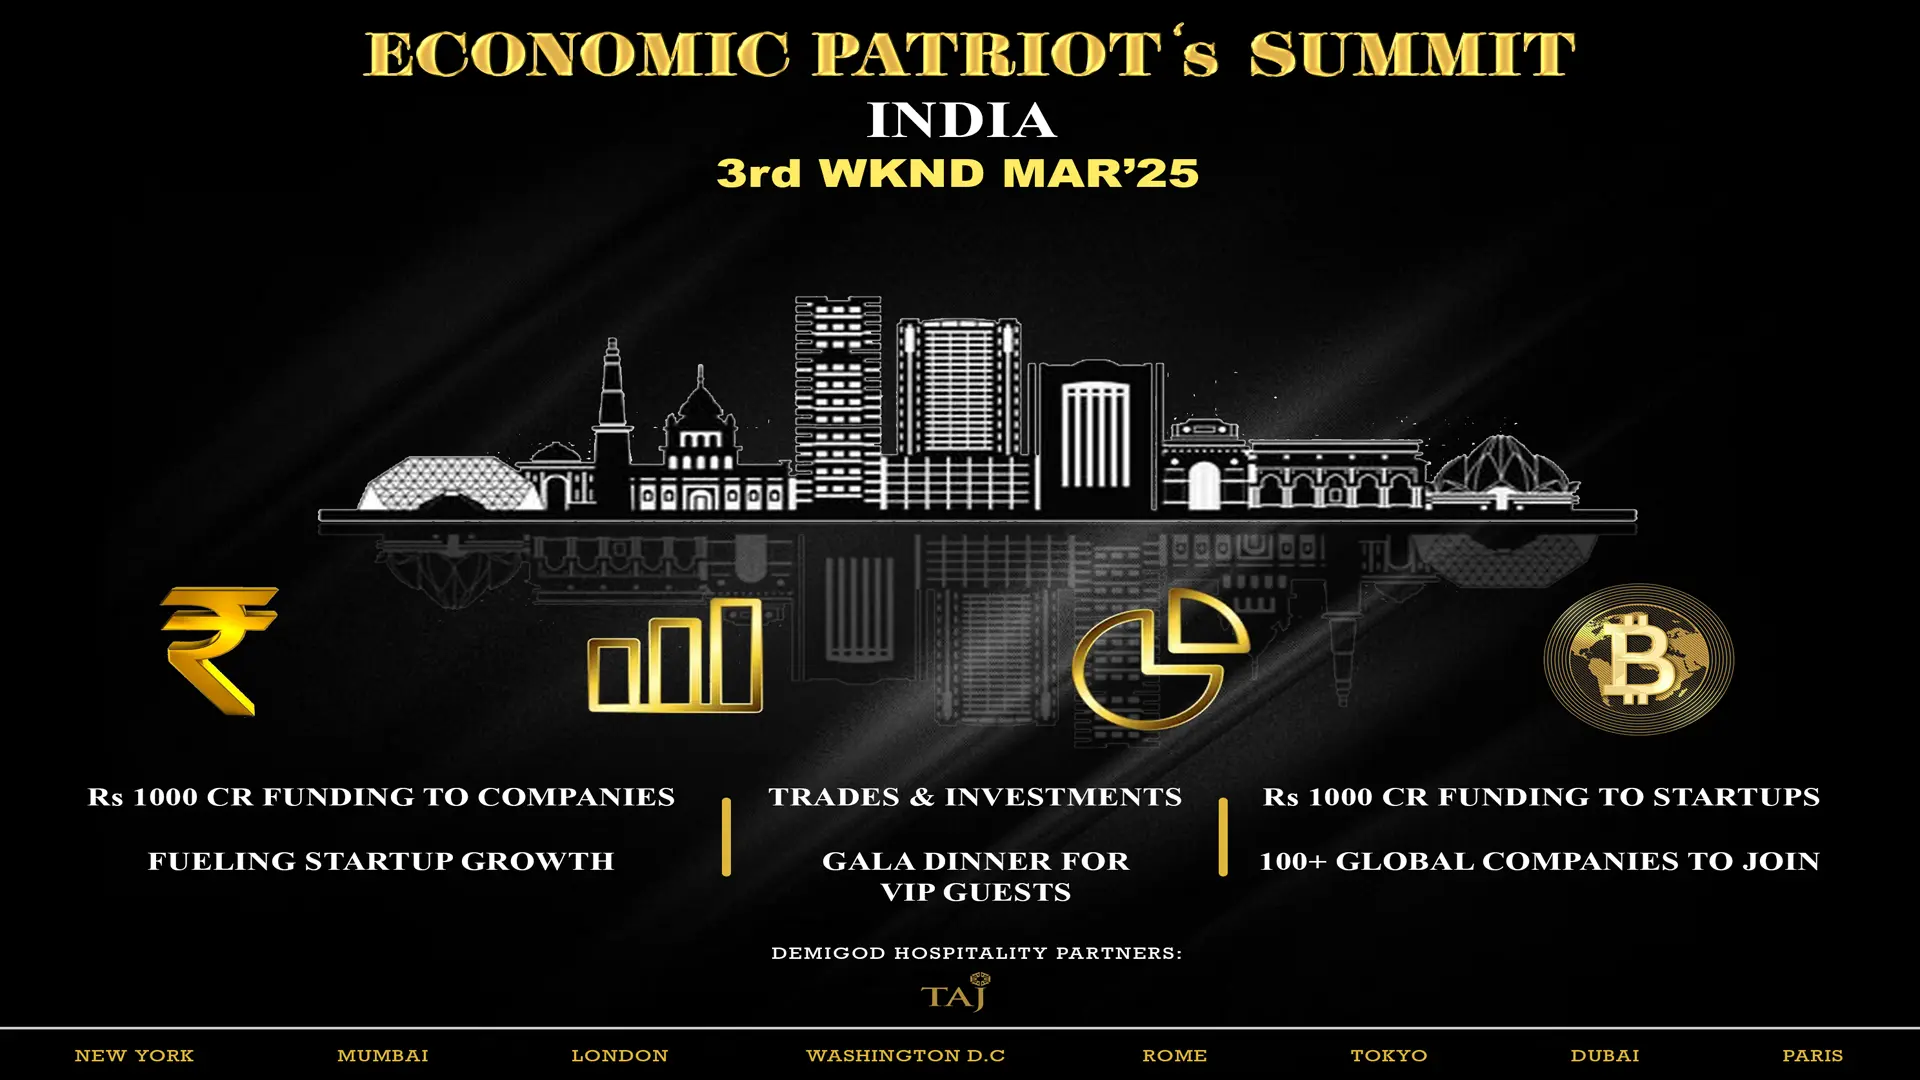 ECONOMIC PATRIOT‘s SUMMIT
INDIA
3rd WKND MAR’25
Rs 1000 CR FUNDING TO COMPANIES
FUELING STARTUP GROWTH
TRADES & INVESTMENTS
GALA DINNER FOR
VIP GUESTS
Rs 1000 CR FUNDING TO STARTUPS
100+ GLOBAL COMPANIES TO JOIN
DEMIGOD HOSPITALITY PARTNERS:
TAJ
NEW YORK MUMBAI LONDON WASHINGTON D.C ROME TOKYO DUBAI PARIS